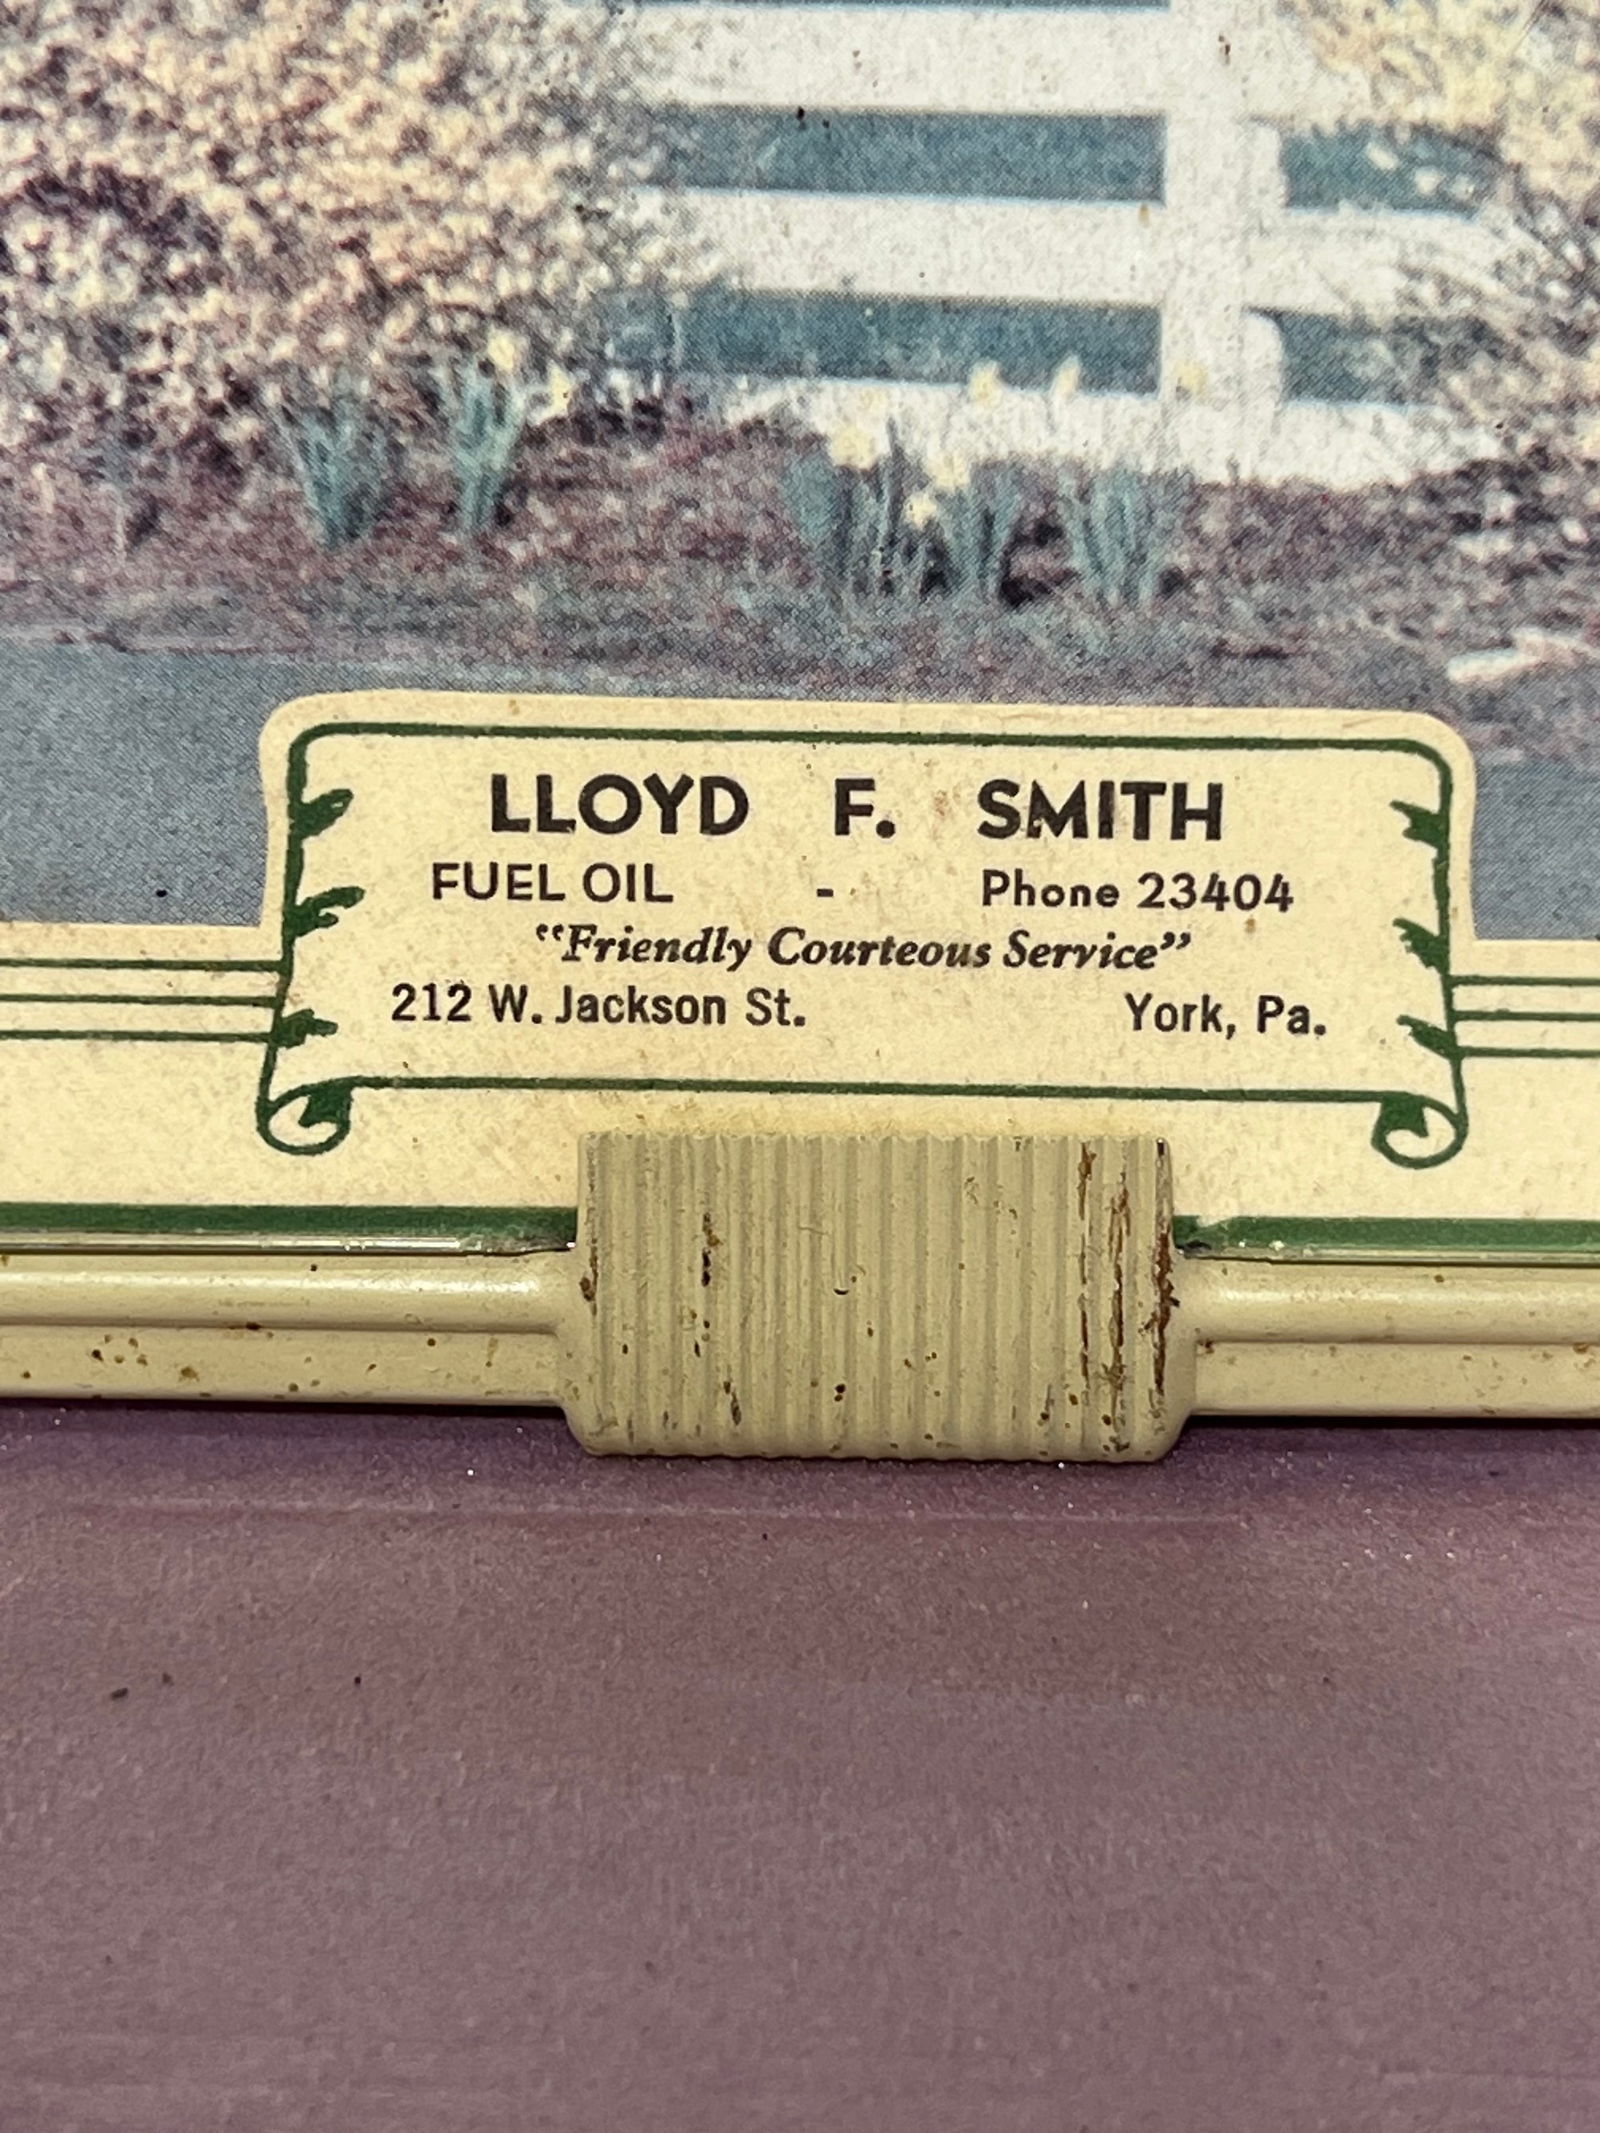 LLOYD F. SMITH
FUEL OIL - Phone 23404
“Friendly Courteous Service”
212 W. Jackson St. York, Pa.